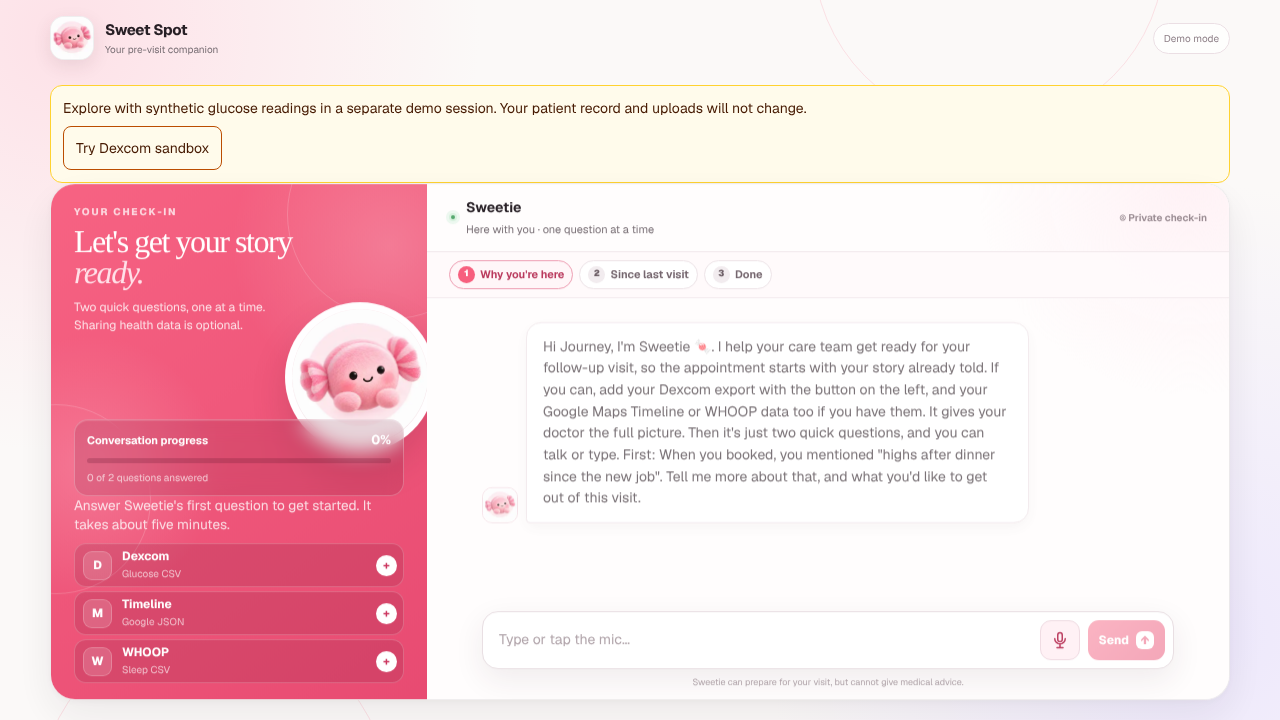 Sweet Spot
Your pre-visit companion
Demo mode
Explore with synthetic glucose readings in a separate demo session. Your patient record and uploads will not change.
Try Dexcom sandbox
YOUR CHECK-IN
Let's get your story
ready.
Two quick questions, one at a time.
Sharing health data is optional.
Conversation progress
0%
0 of 2 questions answered
Answer Sweetie's first question to get started. It
takes about five minutes.
D
Dexcom
Glucose CSV
+
M
Timeline
Google JSON
+
W
WHOOP
Sleep CSV
+
Sweetie
Here with you · one question at a time
Private check-in
1 Why you're here
2 Since last visit
3 Done
Hi Journey, I'm Sweetie 🍬. I help your care team get ready for your
follow-up visit, so the appointment starts with your story already told. If
you can, add your Dexcom export with the button on the left, and your
Google Maps Timeline or WHOOP data too if you have them. It gives your
doctor the full picture. Then it's just two quick questions, and you can
talk or type. First: When you booked, you mentioned "highs after dinner
since the new job". Tell me more about that, and what you'd like to get
out of this visit.
Type or tap the mic...
Send
Sweetie can prepare for your visit, but cannot give medical advice.